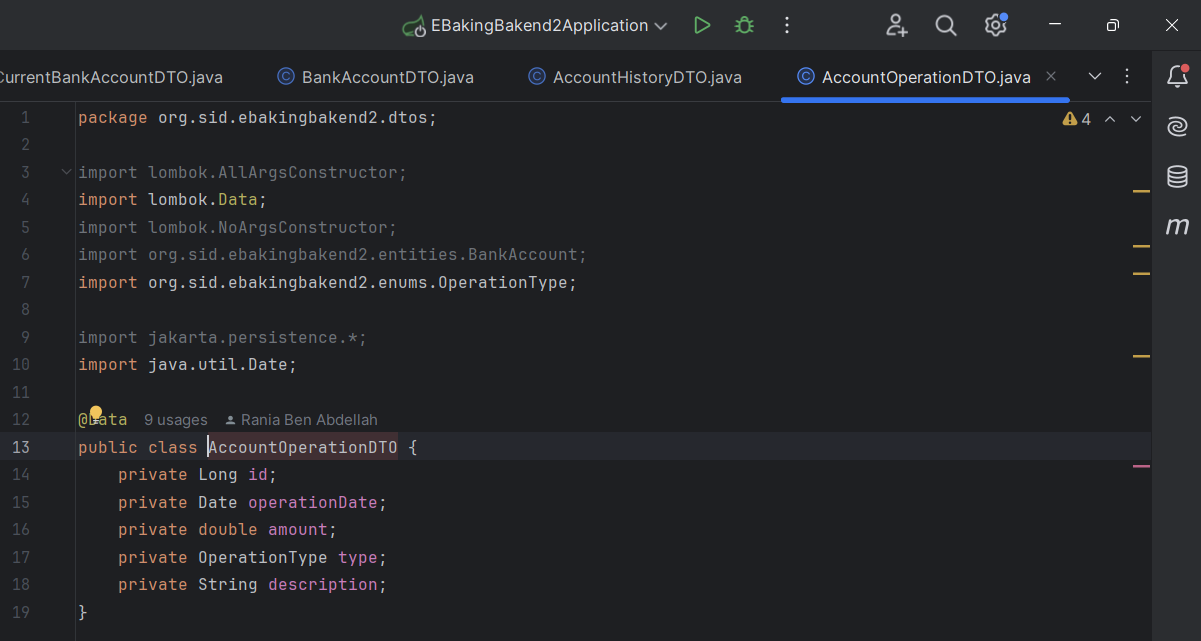 EBakingBakend2Application
CurrentBankAccountDTO.java BankAccountDTO.java AccountHistoryDTO.java AccountOperationDTO.java
1 package org.sid.ebakingbakend2.dtos; 4
2
3 import lombok.AllArgsConstructor;
4 import lombok.Data;
5 import lombok.NoArgsConstructor;
6 import org.sid.ebakingbakend2.entities.BankAccount;
7 import org.sid.ebakingbakend2.enums.OperationType;
8
9 import jakarta.persistence.*;
10 import java.util.Date;
11
12 @Data 9 usages Rania Ben Abdellah
13 public class AccountOperationDTO {
14 private Long id;
15 private Date operationDate;
16 private double amount;
17 private OperationType type;
18 private String description;
19 }
m